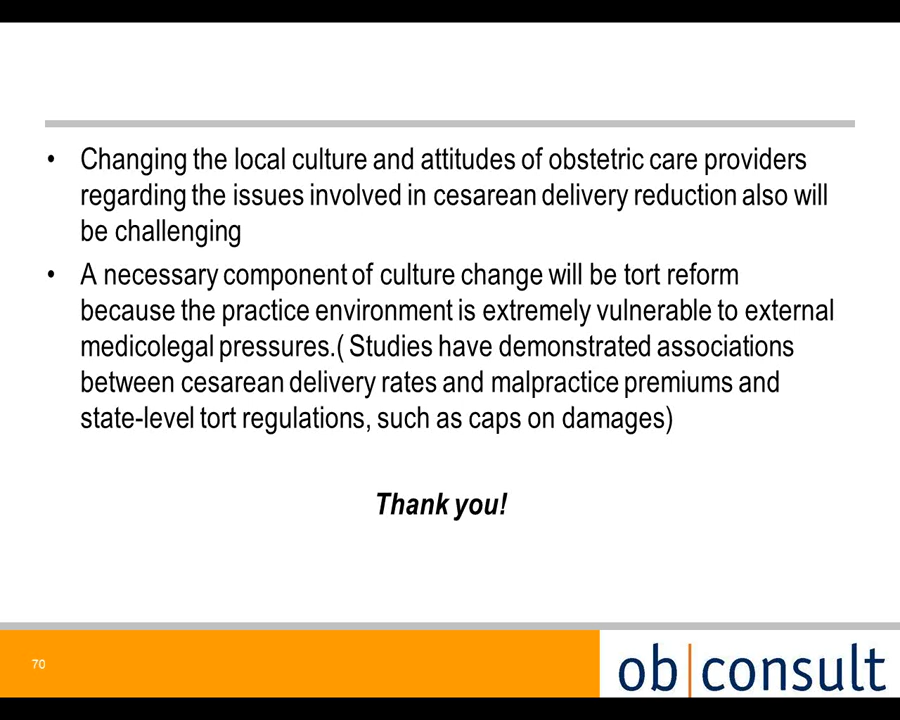 • Changing the local culture and attitudes of obstetric care providers
regarding the issues involved in cesarean delivery reduction also will
be challenging
• A necessary component of culture change will be tort reform
because the practice environment is extremely vulnerable to external
medicolegal pressures.( Studies have demonstrated associations
between cesarean delivery rates and malpractice premiums and
state-level tort regulations, such as caps on damages)
Thank you!
70
ob|consult